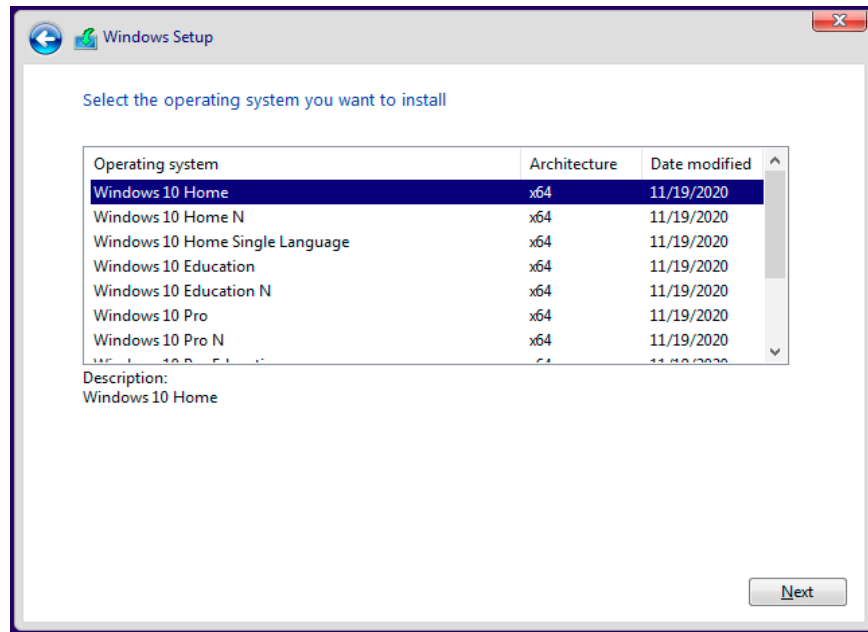 Windows Setup
Select the operating system you want to install
Operating system Architecture Date modified
Windows 10 Home x64 11/19/2020
Windows 10 Home N x64 11/19/2020
Windows 10 Home Single Language x64 11/19/2020
Windows 10 Education x64 11/19/2020
Windows 10 Education N x64 11/19/2020
Windows 10 Pro x64 11/19/2020
Windows 10 Pro N x64 11/19/2020
Description:
Windows 10 Home
Next